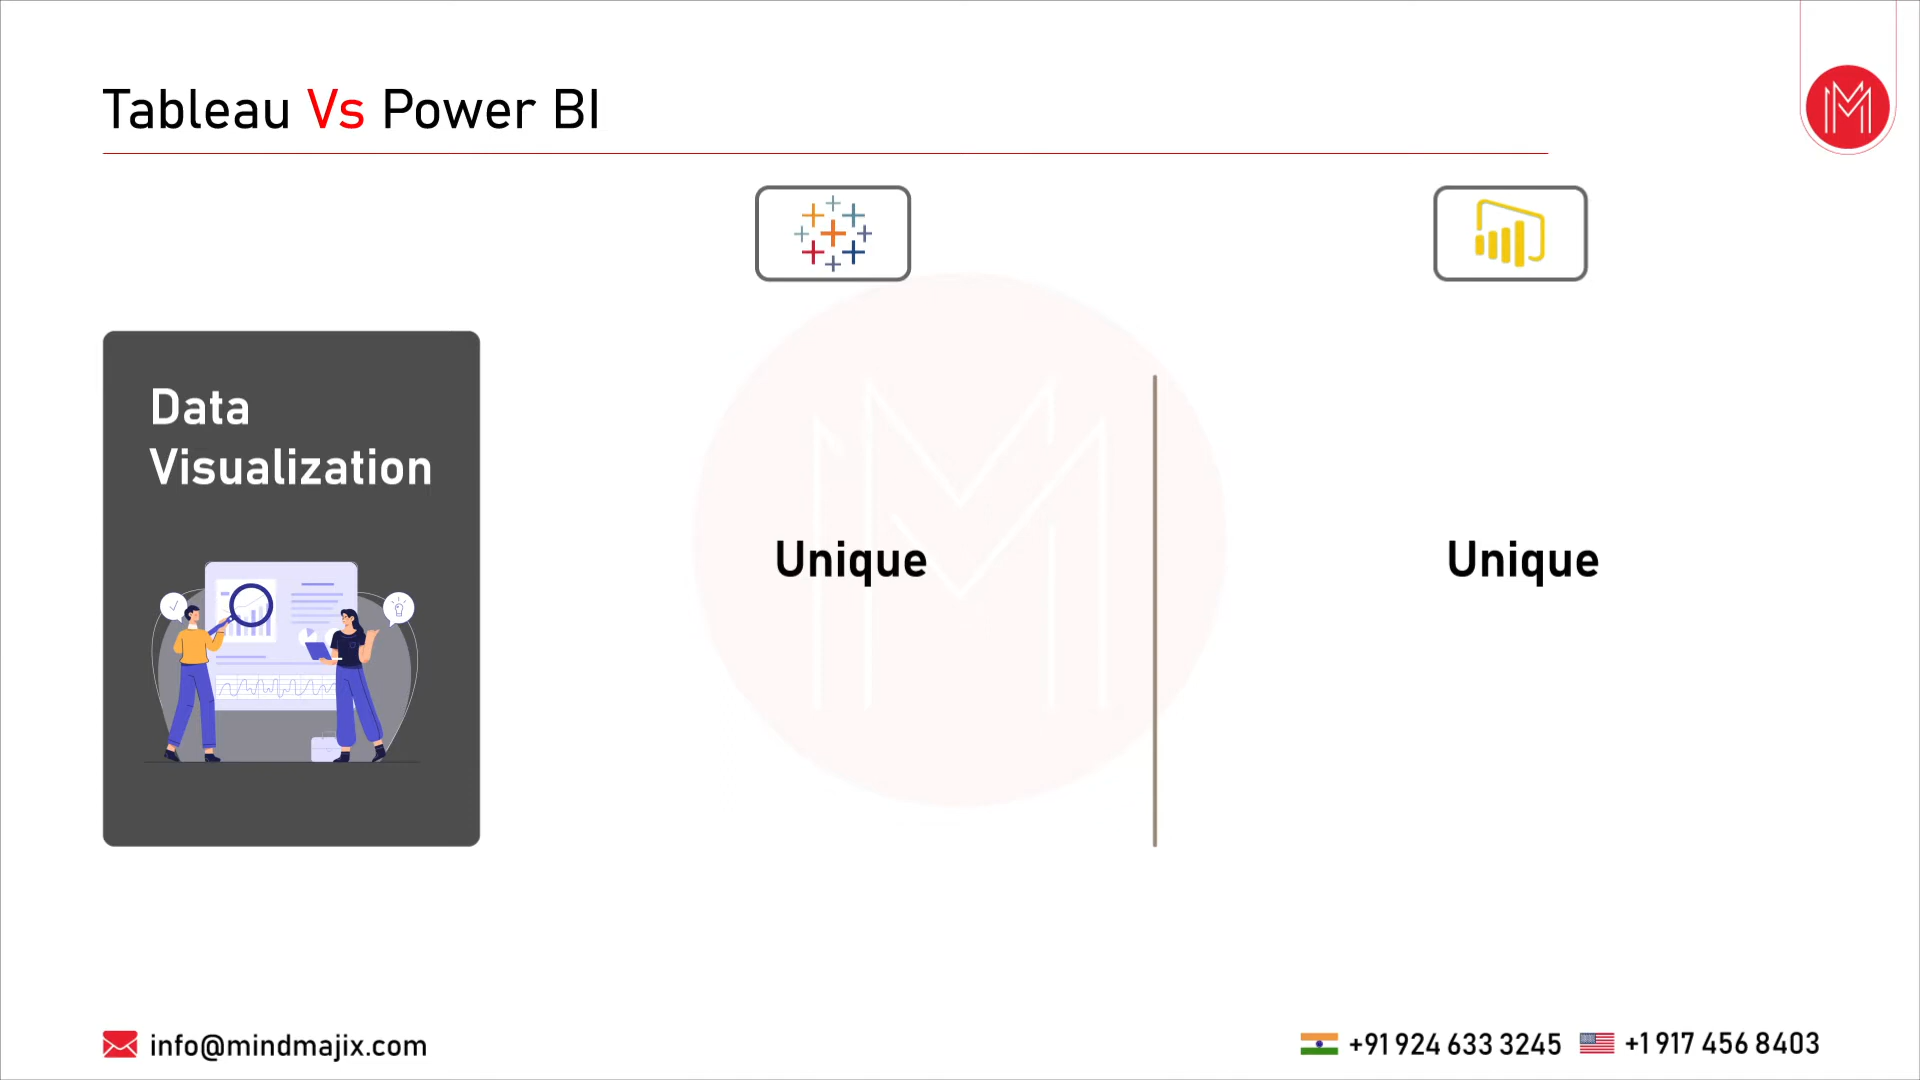 Tableau Vs Power BI
Data
Visualization
Unique
Unique
info@mindmajix.com
+91 924 633 3245
+1 917 456 8403